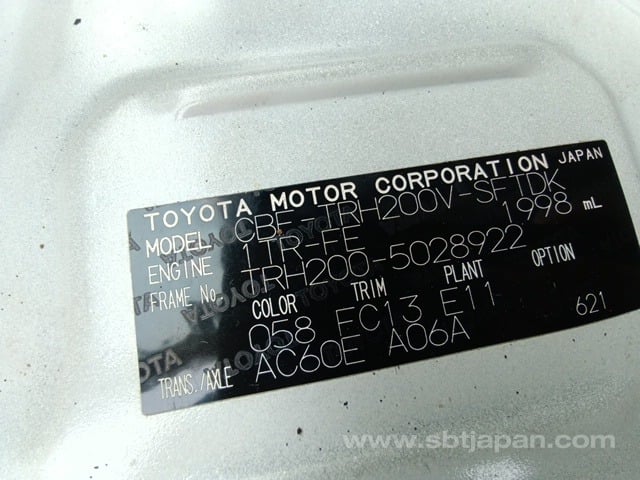 TOYOTA MOTOR CORPORATION JAPAN
MODEL CBF-TRH200V-SFTDK
ENGINE 1TR-FE 1998 mL
FRAME No. TRH200-5028922
COLOR TRIM PLANT OPTION
058 FC13 E11
TRANS./AXLE AC60E A06A 621
www.sbtjapan.com